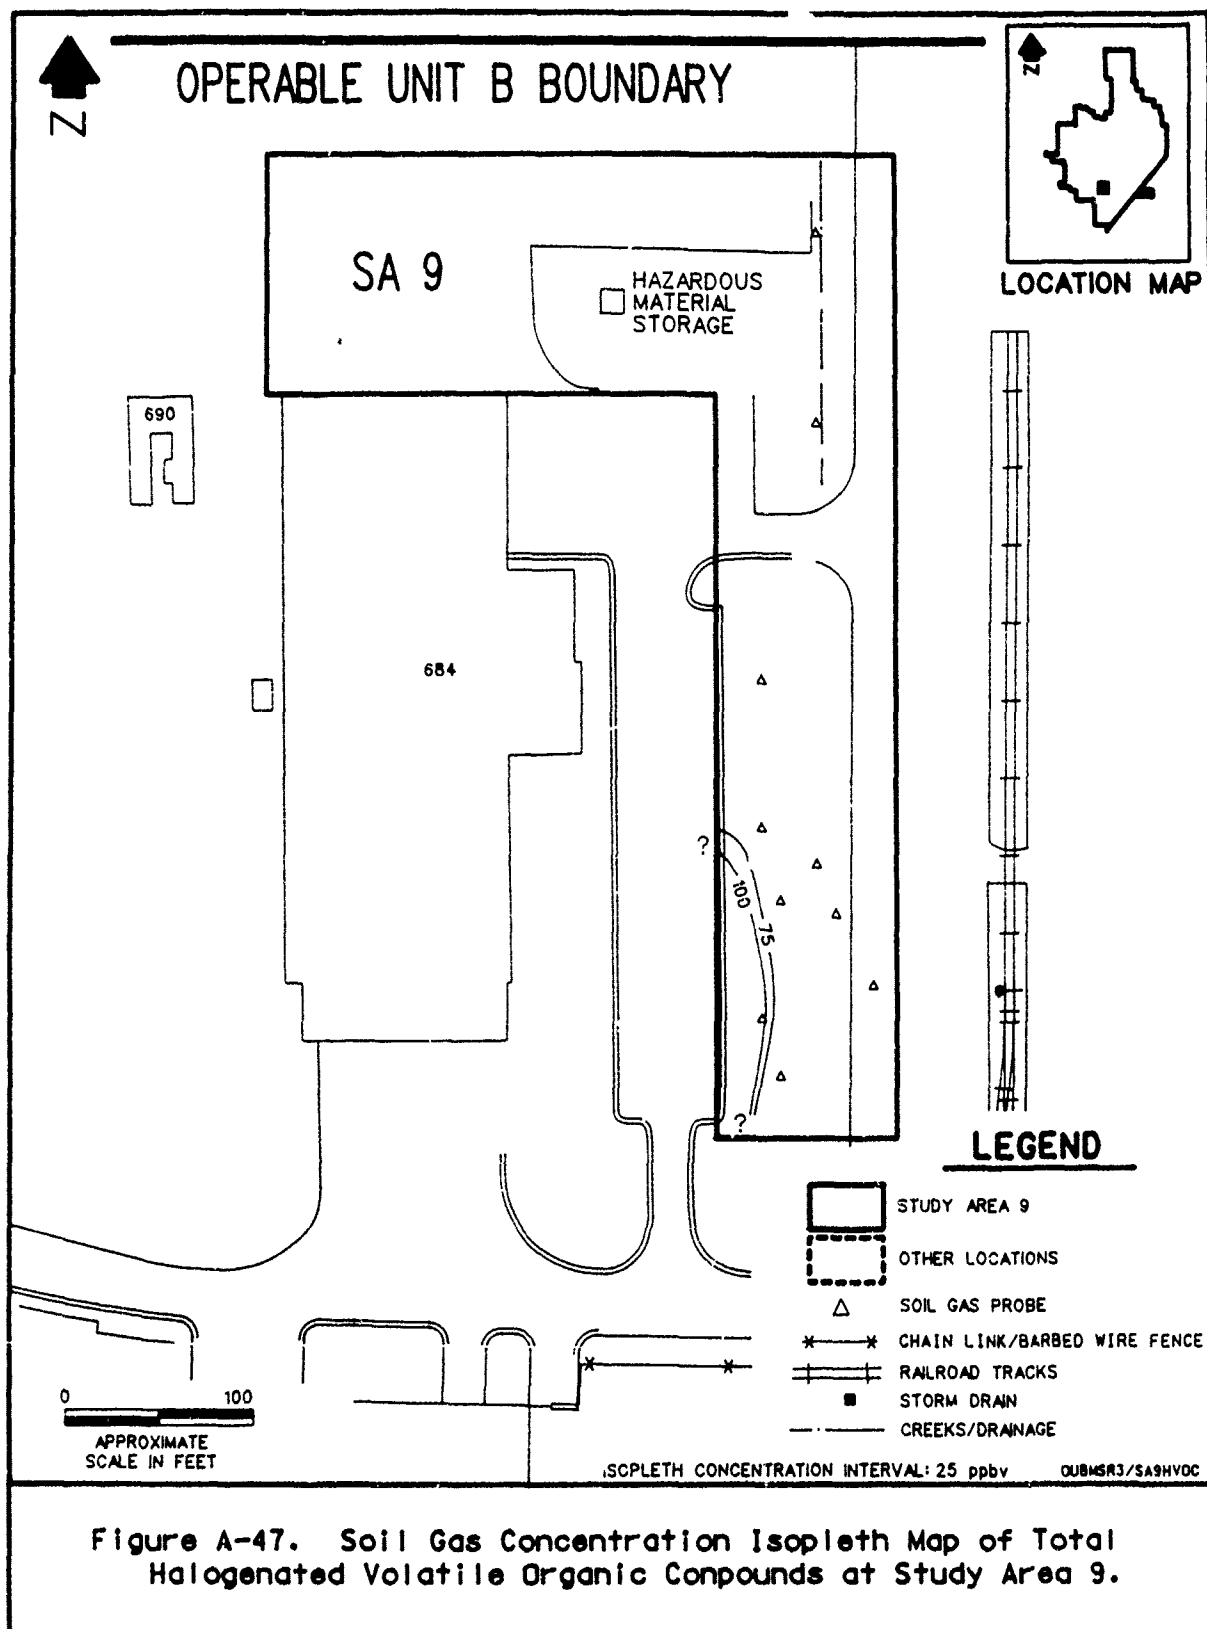 N
OPERABLE UNIT B BOUNDARY
N
LOCATION MAP
SA 9
HAZARDOUS
MATERIAL
STORAGE
690
684
?
100
75
?
LEGEND
STUDY AREA 9
OTHER LOCATIONS
SOIL GAS PROBE
CHAIN LINK/BARBED WIRE FENCE
RAILROAD TRACKS
STORM DRAIN
CREEKS/DRAINAGE
0 100
APPROXIMATE
SCALE IN FEET
ISOPLETH CONCENTRATION INTERVAL: 25 ppbv
OUBMSR3/SA9HVOC
Figure A-47. Soil Gas Concentration Isopleth Map of Total
Halogenated Volatile Organic Conpounds at Study Area 9.